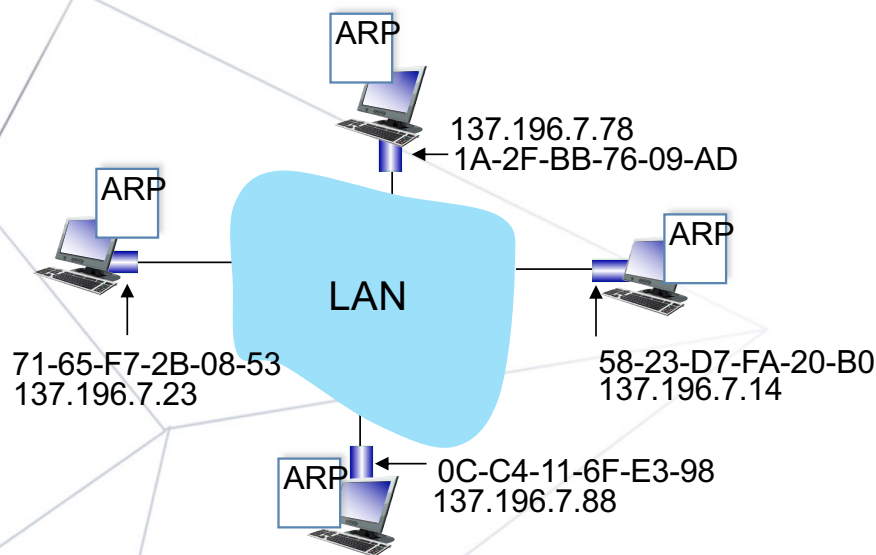 ARP
137.196.7.78
1A-2F-BB-76-09-AD
ARP
ARP
LAN
71-65-F7-2B-08-53
137.196.7.23
58-23-D7-FA-20-B0
137.196.7.14
ARP
0C-C4-11-6F-E3-98
137.196.7.88